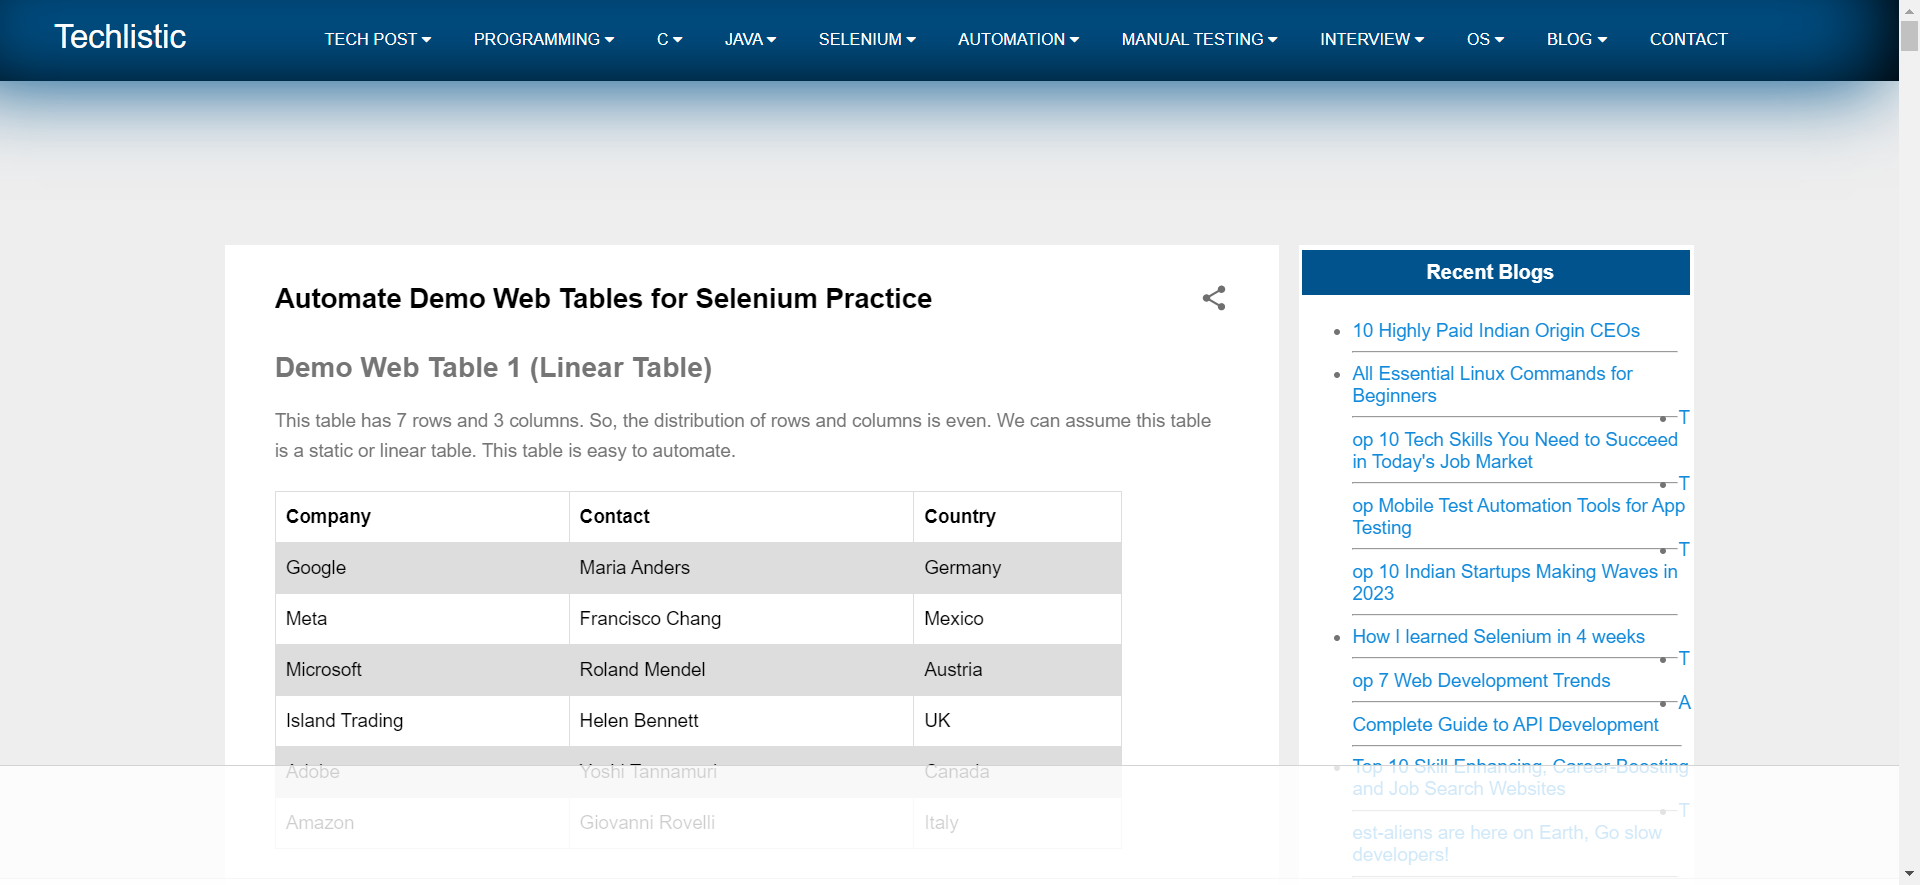 Techlistic
TECH POST PROGRAMMING C JAVA SELENIUM AUTOMATION MANUAL TESTING INTERVIEW OS BLOG CONTACT
Automate Demo Web Tables for Selenium Practice
Demo Web Table 1 (Linear Table)
This table has 7 rows and 3 columns. So, the distribution of rows and columns is even. We can assume this table
is a static or linear table. This table is easy to automate.
Company Contact Country
Google Maria Anders Germany
Meta Francisco Chang Mexico
Microsoft Roland Mendel Austria
Island Trading Helen Bennett UK
Adobe Yoshi Tannamuri Canada
Amazon Giovanni Rovelli Italy
Recent Blogs
10 Highly Paid Indian Origin CEOs
All Essential Linux Commands for
Beginners
T
op 10 Tech Skills You Need to Succeed
in Today's Job Market
T
op Mobile Test Automation Tools for App
Testing
T
op 10 Indian Startups Making Waves in
2023
How I learned Selenium in 4 weeks
T
op 7 Web Development Trends
A
Complete Guide to API Development
Top 10 Skill Enhancing, Career-Boosting
and Job Search Websites
T
est-aliens are here on Earth, Go slow
developers!